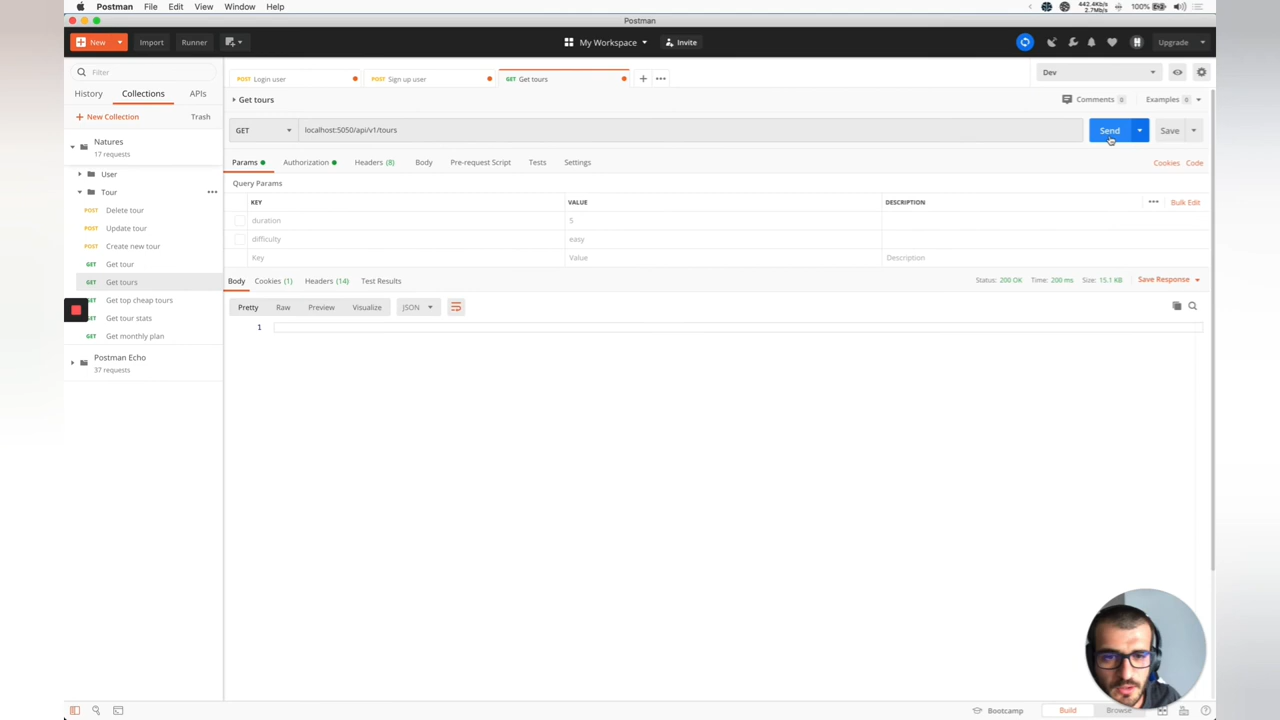 Postman File Edit View Window Help 442.4Kb/s 2.7Mb/s 100%
Postman
New Import Runner My Workspace Invite Upgrade
Filter
History Collections APIs
New Collection Trash
Natures
17 requests
User
Tour
POST Delete tour
POST Update tour
POST Create new tour
GET Get tour
GET Get tours
GET Get top cheap tours
GET Get tour stats
GET Get monthly plan
Postman Echo
37 requests
POST Login user POST Sign up user GET Get tours Dev
Get tours Comments 0 Examples 0
GET localhost:5050/api/v1/tours Send Save
Params Authorization Headers (8) Body Pre-request Script Tests Settings Cookies Code
Query Params
KEY VALUE DESCRIPTION Bulk Edit
duration 5
difficulty easy
Key Value Description
Body Cookies (1) Headers (14) Test Results Status: 200 OK Time: 200 ms Size: 15.1 KB Save Response
Pretty Raw Preview Visualize JSON
1
Bootcamp Build Browse